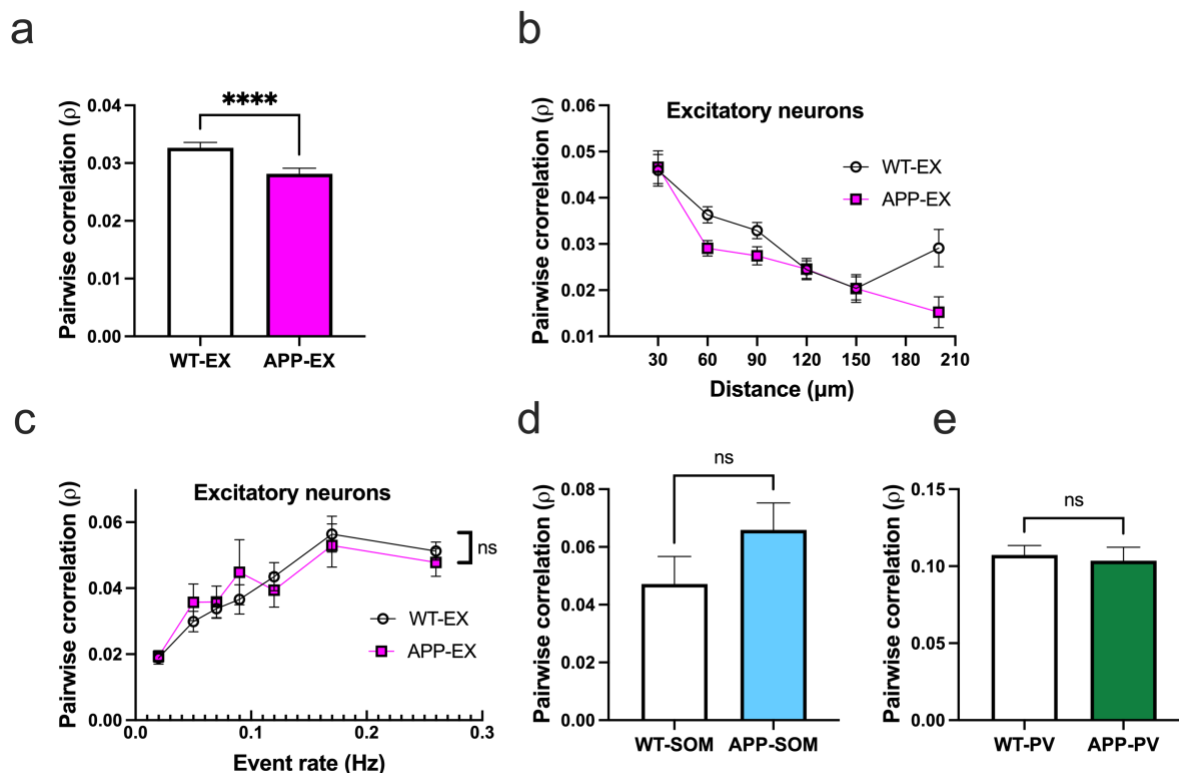 a
Pairwise correlation (ρ)
0.04
0.03
0.02
0.01
0.00
****
WT-EX
APP-EX
b
Pairwise crorrelation (ρ)
0.06
0.05
0.04
0.03
0.02
0.01
Excitatory neurons
WT-EX
APP-EX
30 60 90 120 150 180 210
Distance (µm)
c
Pairwise crorrelation (ρ)
0.06
0.04
0.02
0.00
Excitatory neurons
ns
WT-EX
APP-EX
0.1 0.2 0.3
Event rate (Hz)
d
Pairwise correlation (ρ)
0.08
0.06
0.04
0.02
0.00
ns
WT-SOM
APP-SOM
e
Pairwise correlation (ρ)
0.15
0.10
0.05
0.00
ns
WT-PV
APP-PV